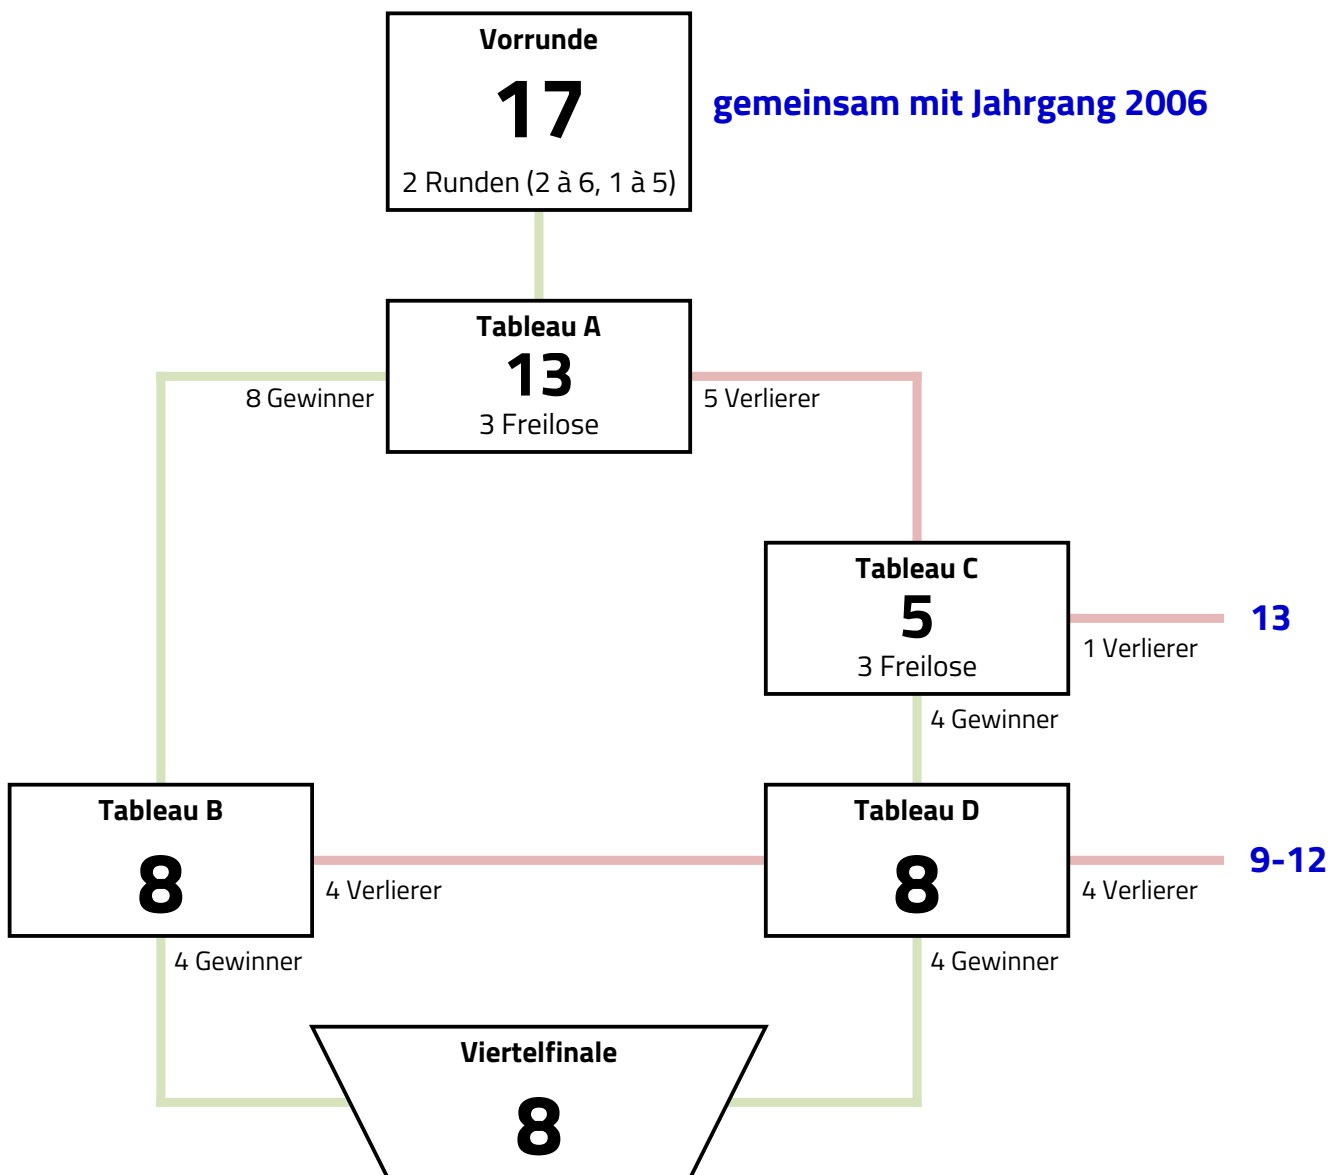 Vorrunde
17
2 Runden (2 à 6, 1 à 5)
gemeinsam mit Jahrgang 2006
Tableau A
13
3 Freilose
8 Gewinner
5 Verlierer
Tableau C
5
3 Freilose
1 Verlierer
13
4 Gewinner
Tableau B
8
4 Verlierer
4 Gewinner
Tableau D
8
4 Verlierer
9-12
4 Gewinner
Viertelfinale
8